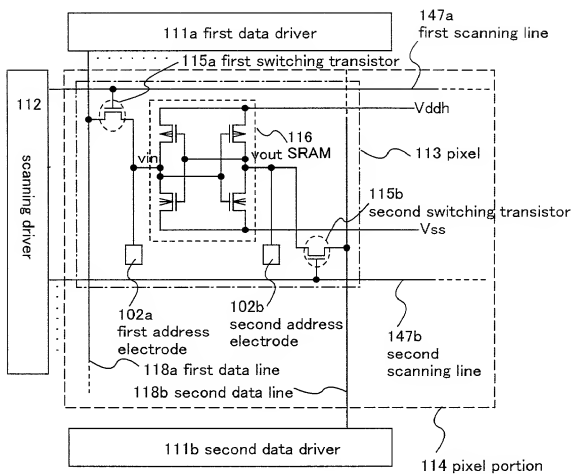 111a first data driver
147a
first scanning line
115a first switching transistor
112
scanning driver
Vddh
116
SRAM
vin
vout
113 pixel
115b
second switching transistor
Vss
102a
first address
electrode
102b
second address
electrode
147b
second
scanning line
118a first data line
118b second data line
111b second data driver
114 pixel portion